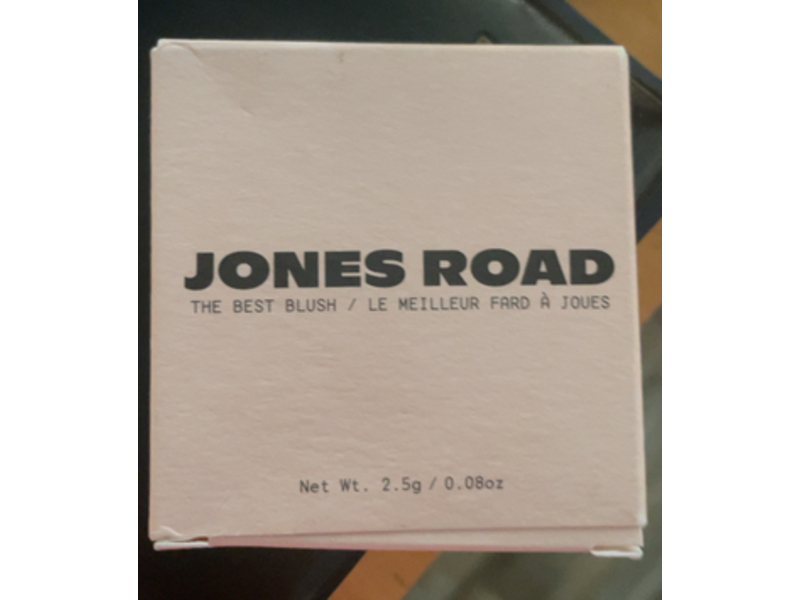 JONES ROAD
THE BEST BLUSH / LE MEILLEUR FARD À JOUES
Net Wt. 2.5g / 0.08oz